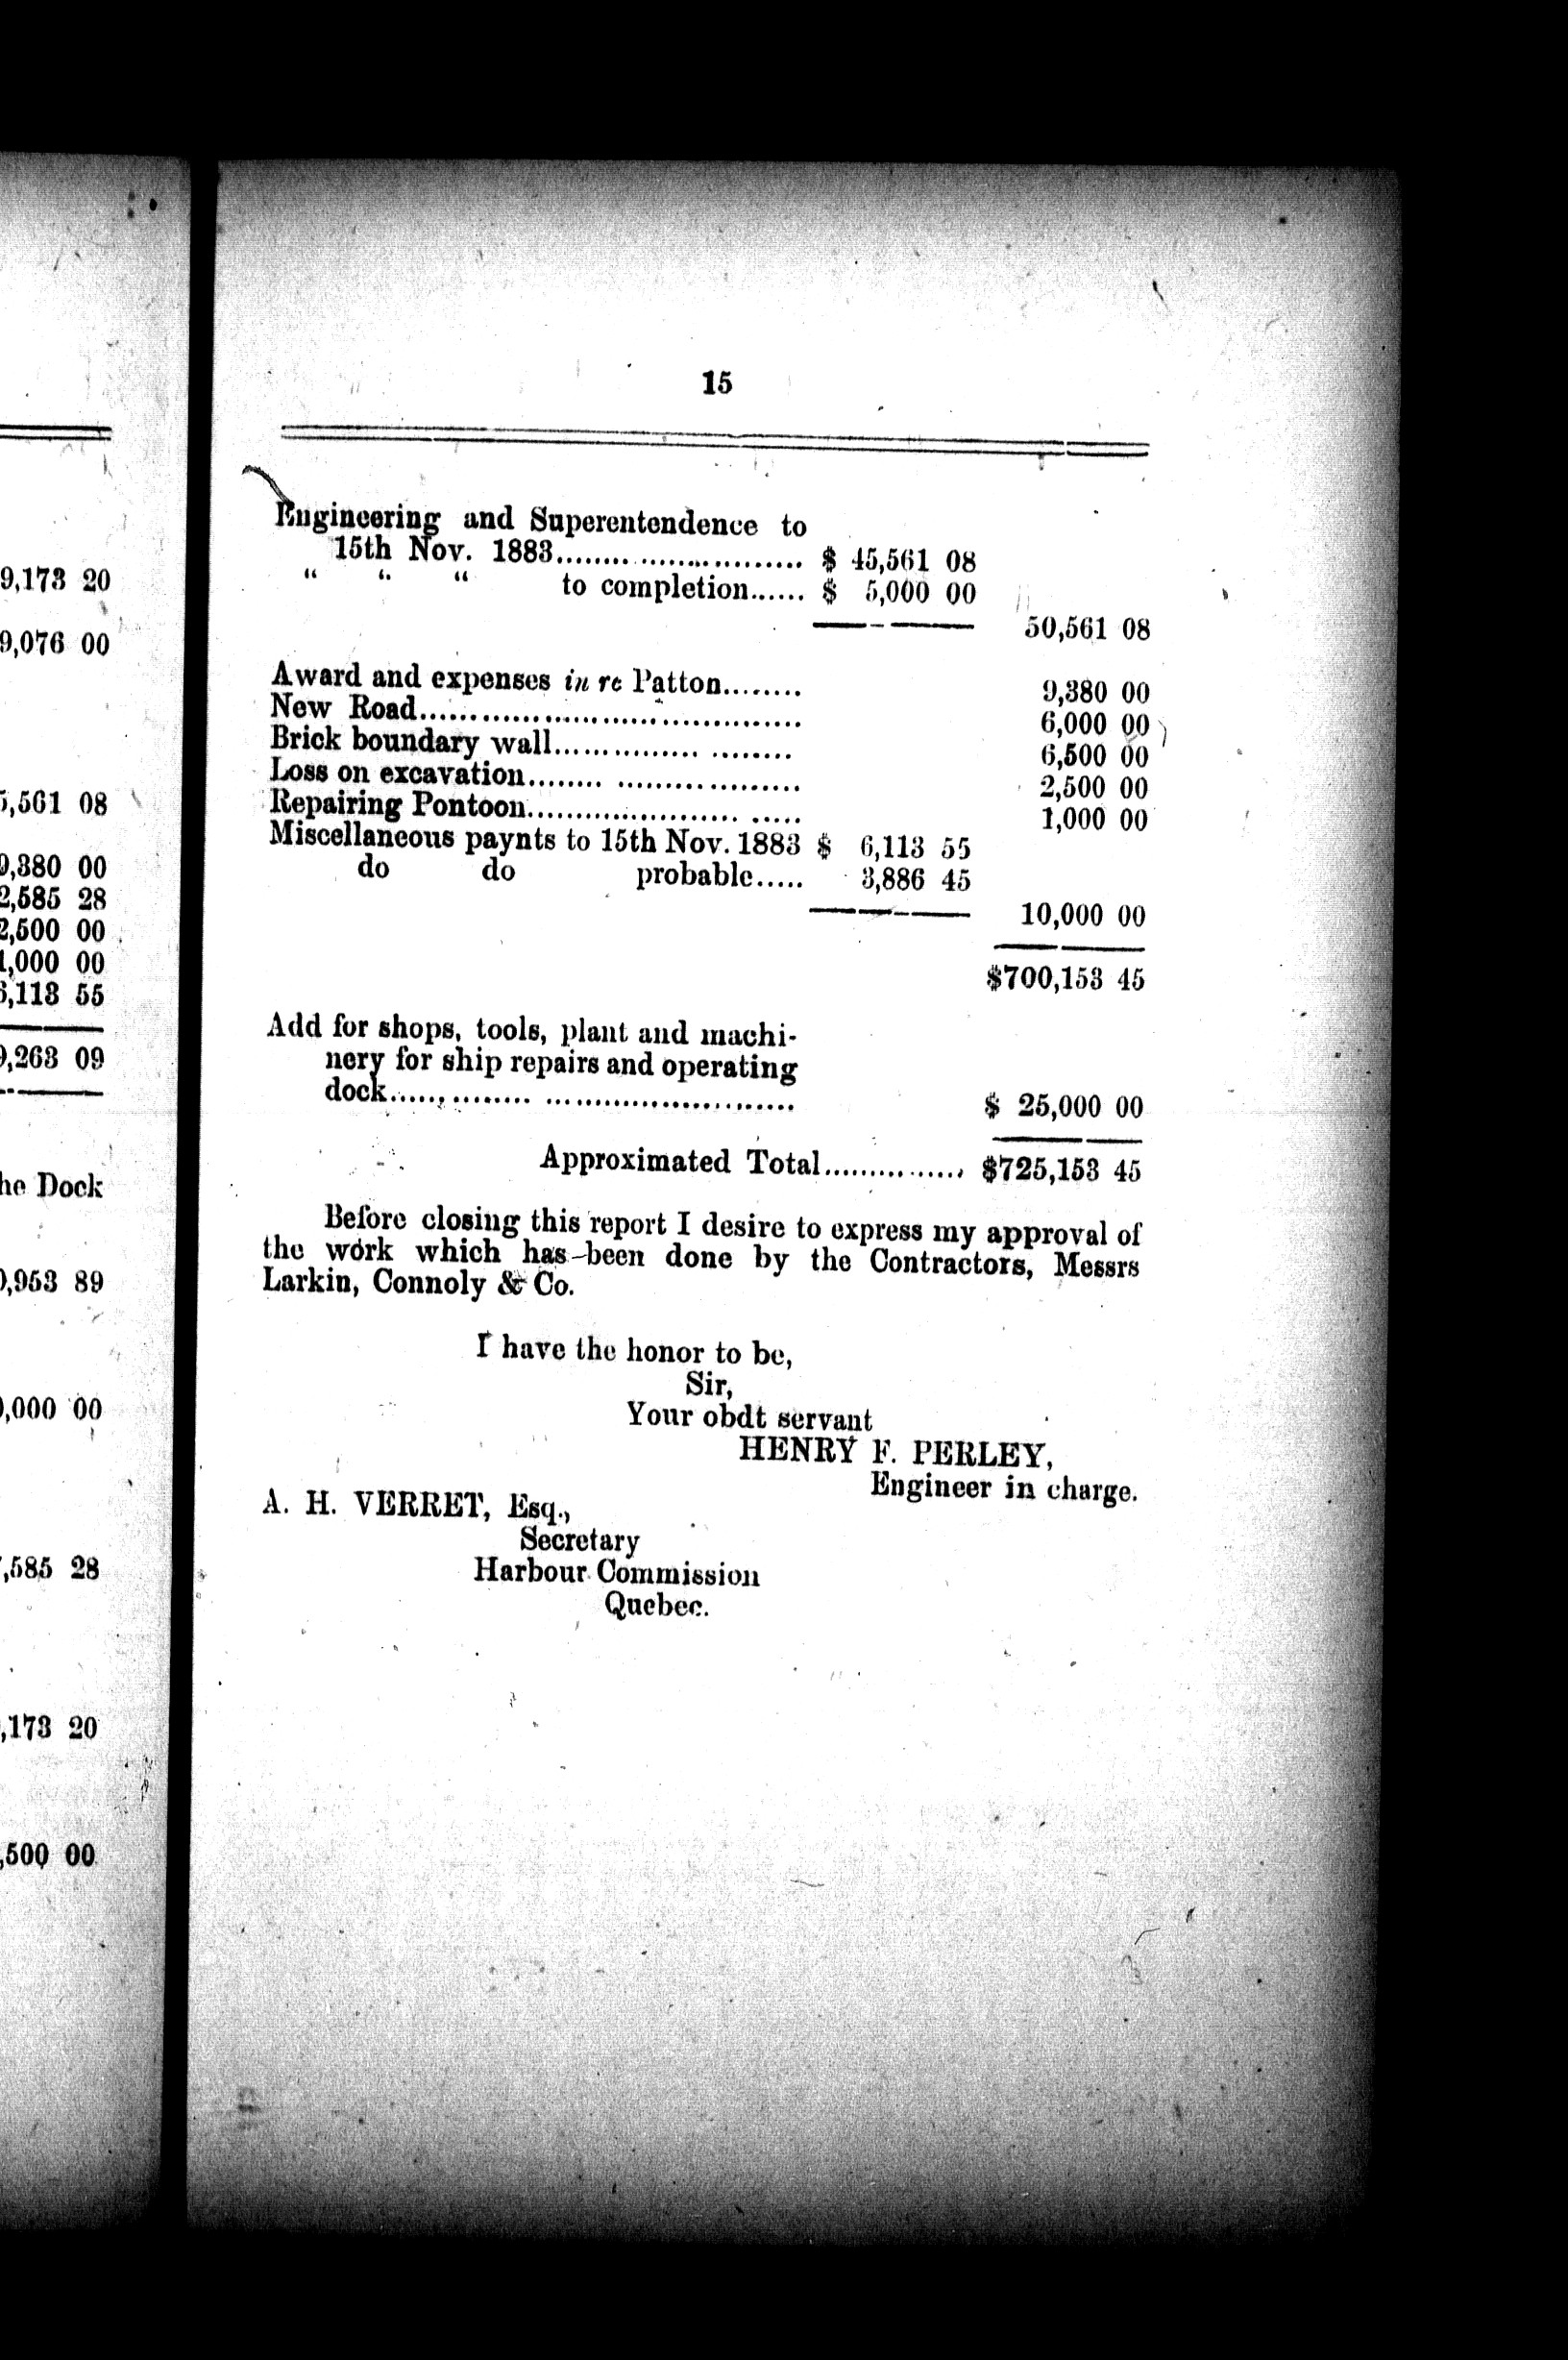 9,173 20
9,076 00
5,561 08
9,380 00
2,585 28
2,500 00
1,000 00
6,113 55
9,263 09
he Dock
0,953 89
0,000 00
,585 28
,173 20
,500 00
15
Engineering and Superentendence to
15th Nov. 1883........................... $ 45,561 08
“ “ “ to completion...... $ 5,000 00
50,561 08
Award and expenses in re Patton........ 9,380 00
New Road...................................... 6,000 00
Brick boundary wall............... ........ 6,500 00
Loss on excavation........ ................... 2,500 00
Repairing Pontoon...................... ..... 1,000 00
Miscellaneous paynts to 15th Nov. 1883 $ 6,113 55
do do probable..... 3,886 45
10,000 00
$700,153 45
Add for shops, tools, plant and machi-
nery for ship repairs and operating
dock.............. .......................... $ 25,000 00
Approximated Total............... $725,153 45
Before closing this report I desire to express my approval of
the work which has been done by the Contractors, Messrs
Larkin, Connoly & Co.
I have the honor to be,
Sir,
Your obdt servant
HENRY F. PERLEY,
Engineer in charge.
A. H. VERRET, Esq.,
Secretary
Harbour Commission
Quebec.